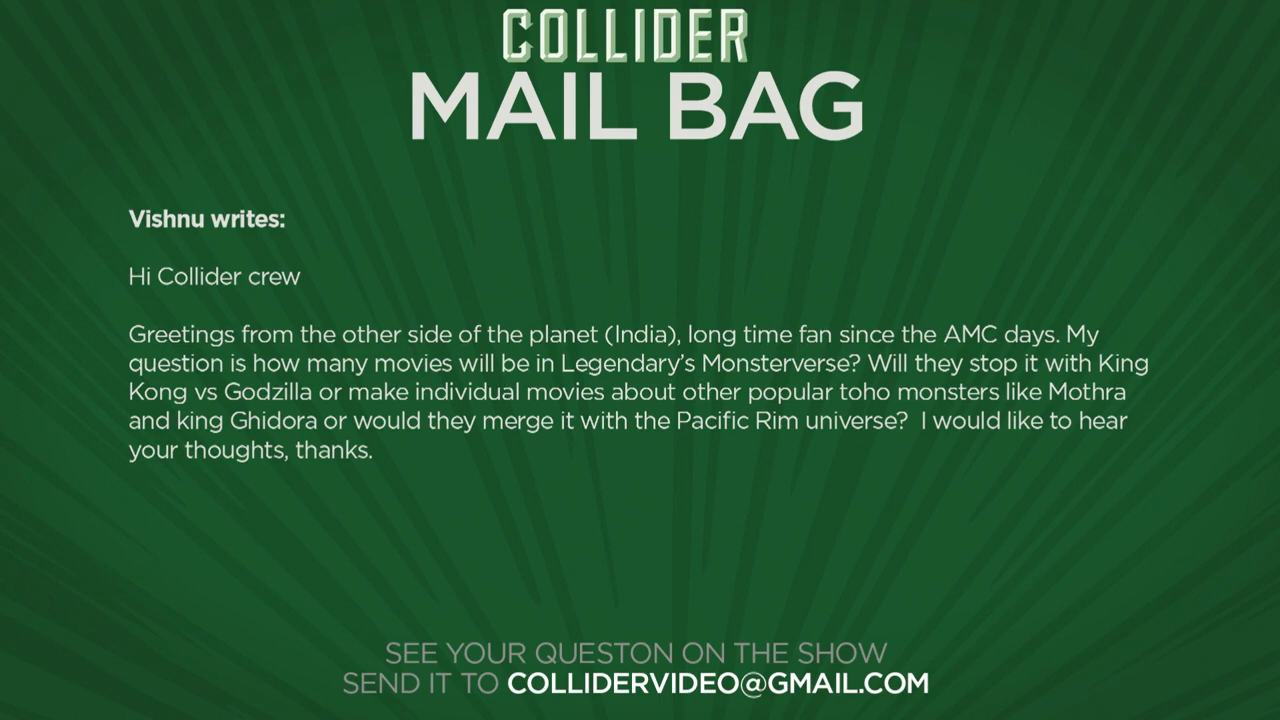 COLLIDER
MAIL BAG
Vishnu writes:
Hi Collider crew
Greetings from the other side of the planet (India), long time fan since the AMC days. My
question is how many movies will be in Legendary's Monsterverse? Will they stop it with King
Kong vs Godzilla or make individual movies about other popular toho monsters like Mothra
and king Ghidora or would they merge it with the Pacific Rim universe?  I would like to hear
your thoughts, thanks.
SEE YOUR QUESTON ON THE SHOW
SEND IT TO COLLIDERVIDEO@GMAIL.COM